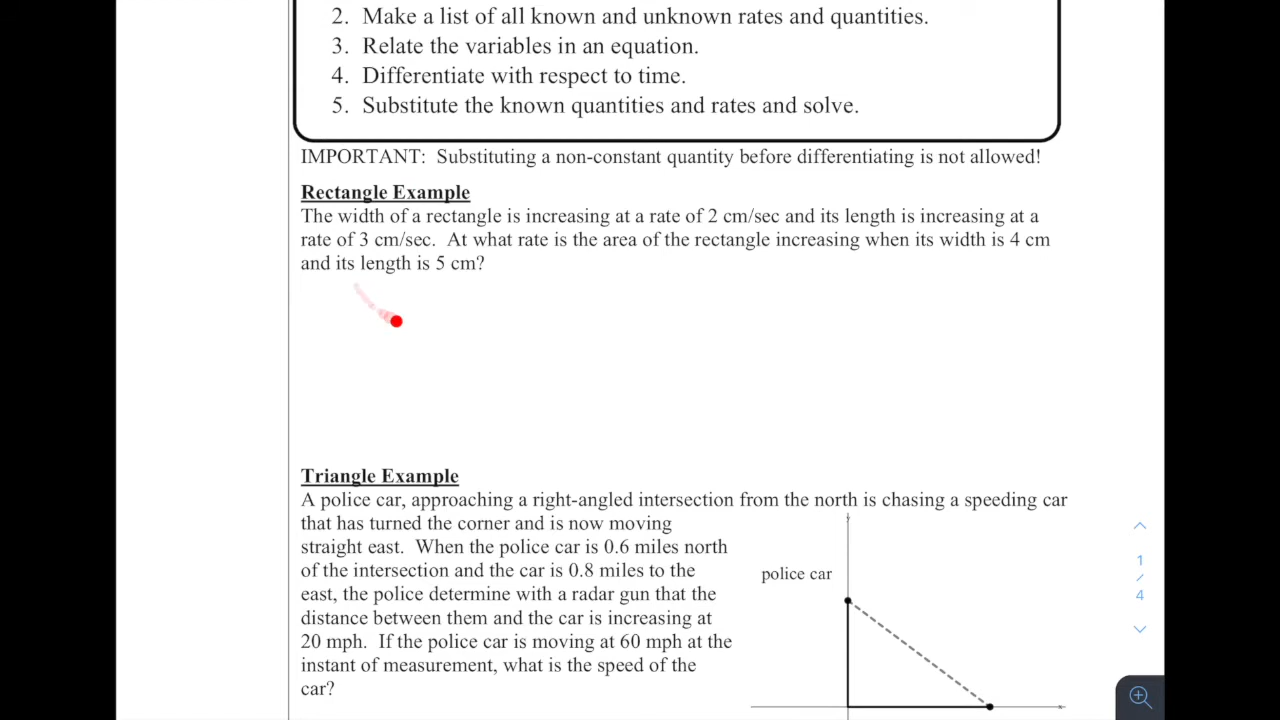 2. Make a list of all known and unknown rates and quantities.
3. Relate the variables in an equation.
4. Differentiate with respect to time.
5. Substitute the known quantities and rates and solve.
IMPORTANT: Substituting a non-constant quantity before differentiating is not allowed!
Rectangle Example
The width of a rectangle is increasing at a rate of 2 cm/sec and its length is increasing at a
rate of 3 cm/sec. At what rate is the area of the rectangle increasing when its width is 4 cm
and its length is 5 cm?
Triangle Example
A police car, approaching a right-angled intersection from the north is chasing a speeding car
that has turned the corner and is now moving
straight east. When the police car is 0.6 miles north
of the intersection and the car is 0.8 miles to the
east, the police determine with a radar gun that the
distance between them and the car is increasing at
20 mph. If the police car is moving at 60 mph at the
instant of measurement, what is the speed of the
car?
police car
1
/
4